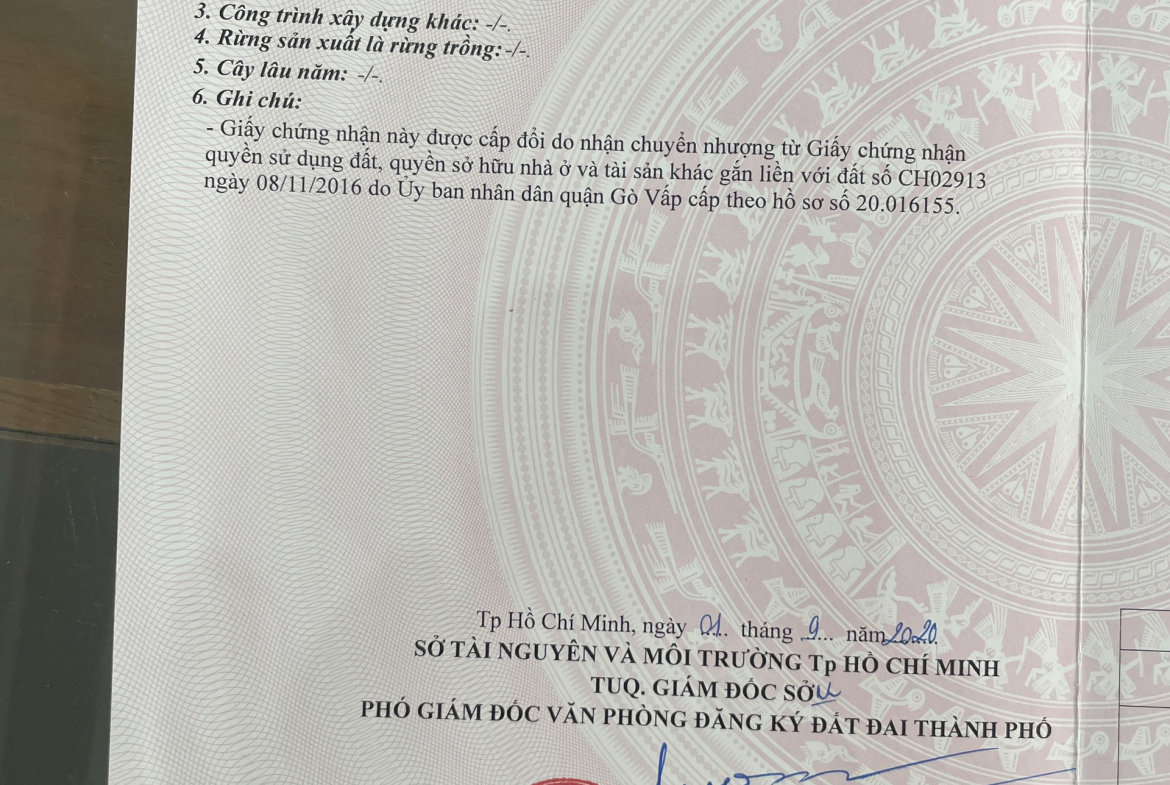 3. Công trình xây dựng khác: -/-.
4. Rừng sản xuất là rừng trồng: -/-.
5. Cây lâu năm: -/-.
6. Ghi chú:
- Giấy chứng nhận này được cấp đổi do nhận chuyển nhượng từ Giấy chứng nhận
quyền sử dụng đất, quyền sở hữu nhà ở và tài sản khác gắn liền với đất số CH02913
ngày 08/11/2016 do Ủy ban nhân dân quận Gò Vấp cấp theo hồ sơ số 20.016155.
Tp Hồ Chí Minh, ngày 01 tháng 9 năm 2020
SỞ TÀI NGUYÊN VÀ MÔI TRƯỜNG Tp HỒ CHÍ MINH
TUQ. GIÁM ĐỐC SỞ
PHÓ GIÁM ĐỐC VĂN PHÒNG ĐĂNG KÝ ĐẤT ĐAI THÀNH PHỐ